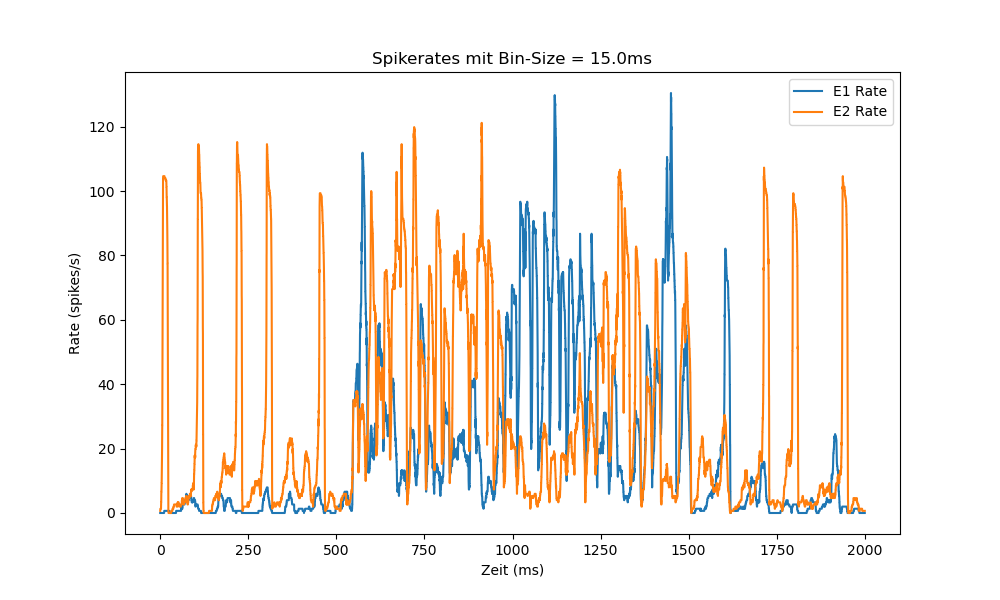 Spikerates mit Bin-Size = 15.0ms
E1 Rate
E2 Rate
120
100
80
60
40
20
0
Rate (spikes/s)
0 250 500 750 1000 1250 1500 1750 2000
Zeit (ms)